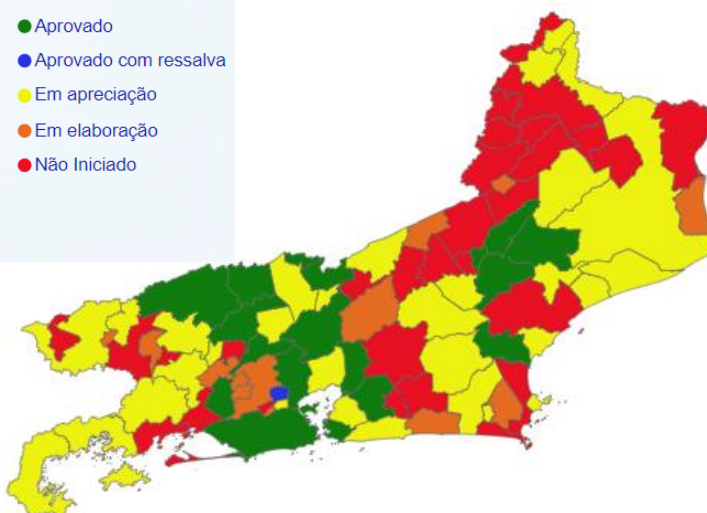 Aprovado
Aprovado com ressalva
Em apreciação
Em elaboração
Não Iniciado